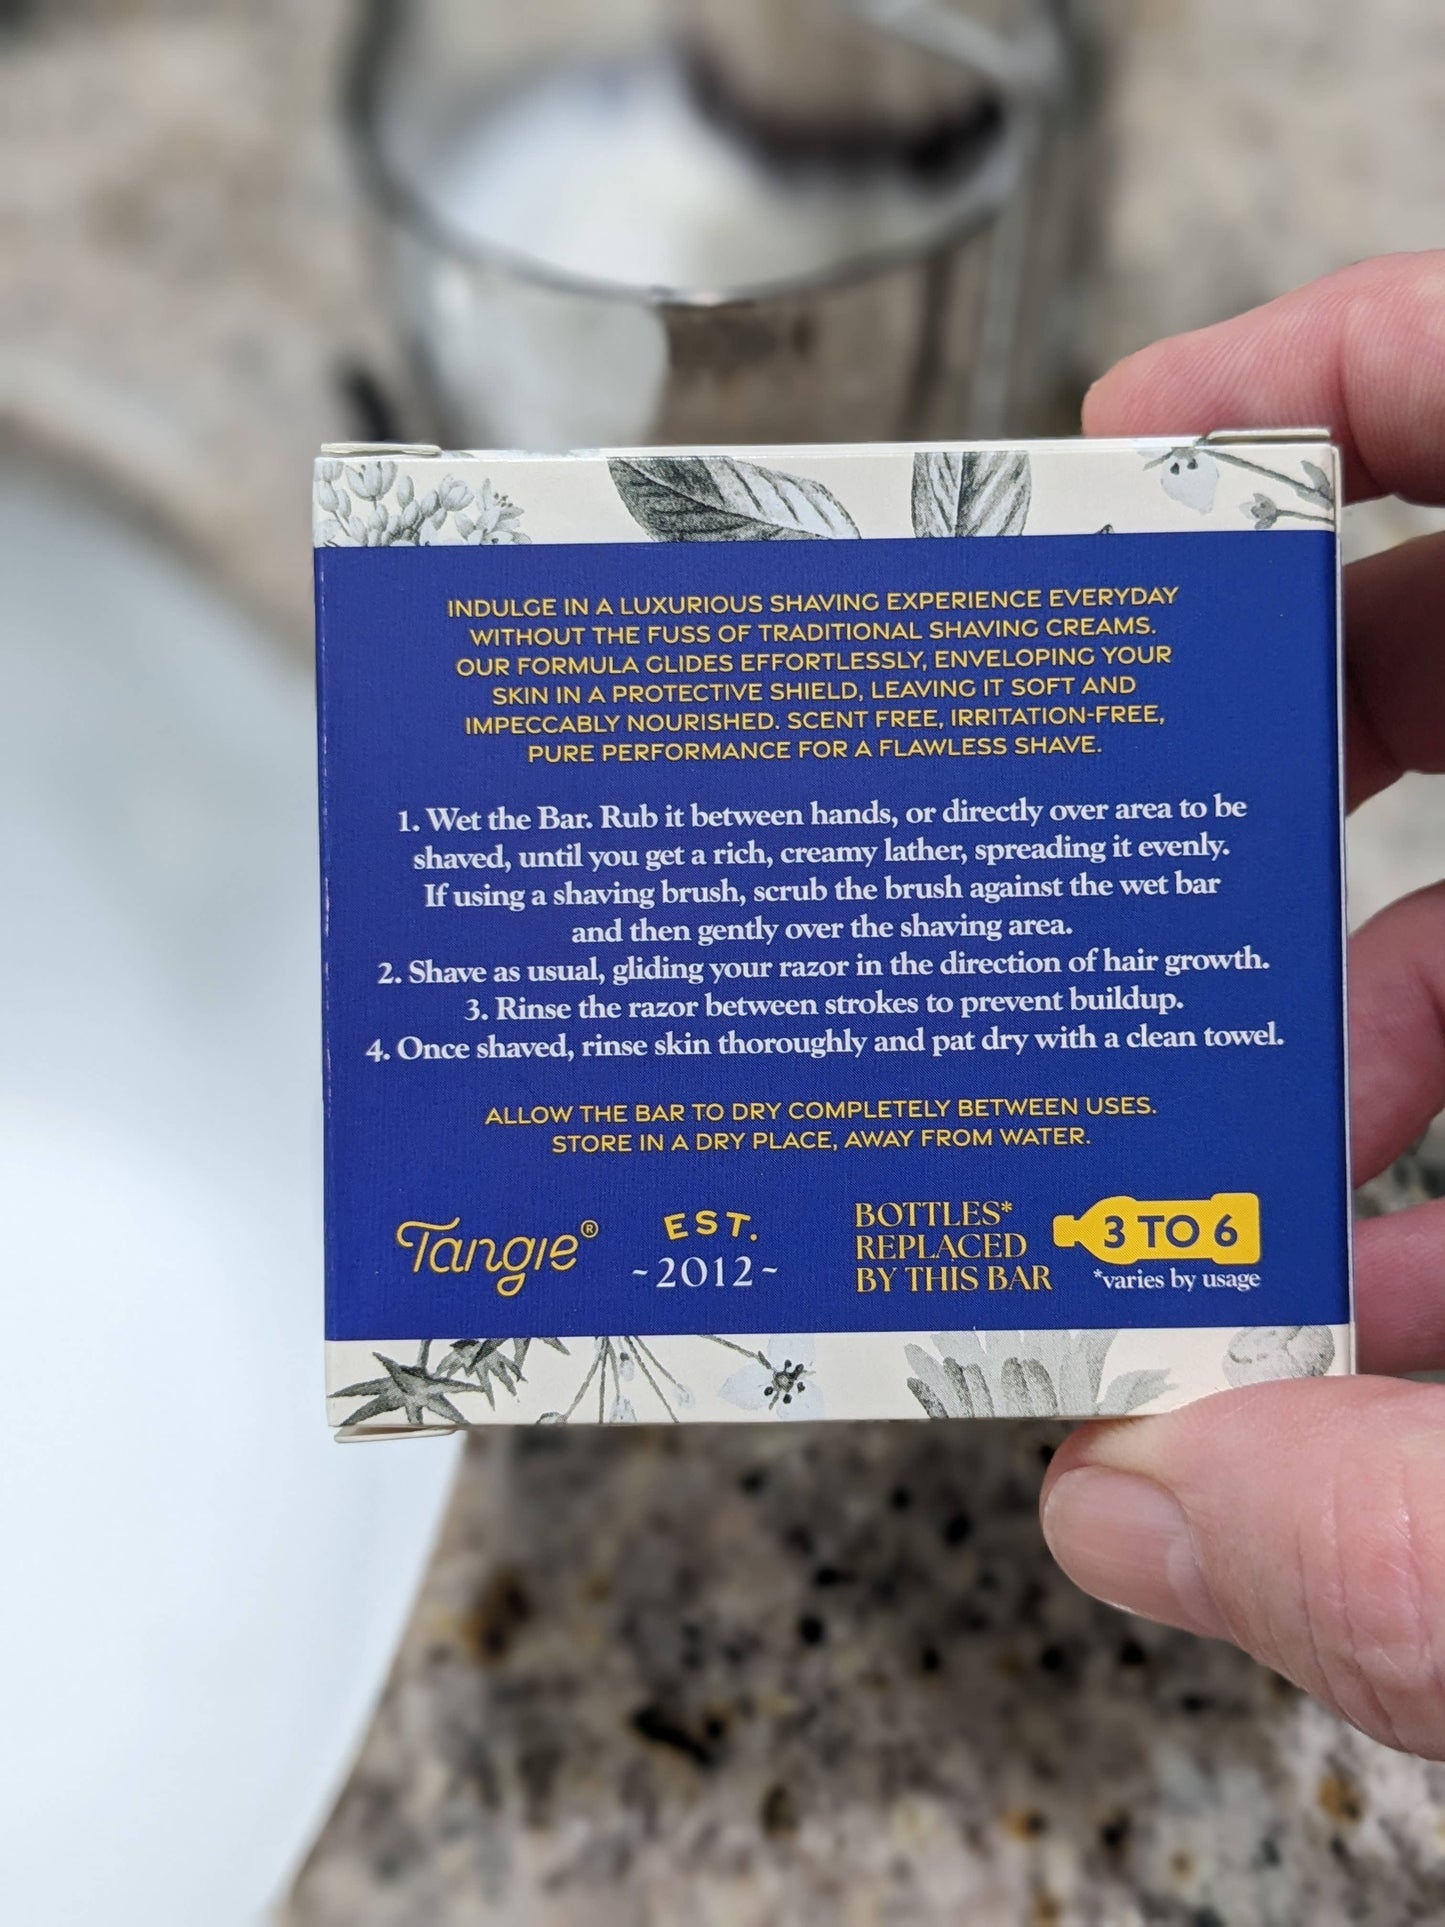 INDULGE IN A LUXURIOUS SHAVING EXPERIENCE EVERYDAY
WITHOUT THE FUSS OF TRADITIONAL SHAVING CREAMS.
OUR FORMULA GLIDES EFFORTLESSLY, ENVELOPING YOUR
SKIN IN A PROTECTIVE SHIELD, LEAVING IT SOFT AND
IMPECCABLY NOURISHED. SCENT FREE, IRRITATION-FREE,
PURE PERFORMANCE FOR A FLAWLESS SHAVE.
1. Wet the Bar. Rub it between hands, or directly over area to be
shaved, until you get a rich, creamy lather, spreading it evenly.
If using a shaving brush, scrub the brush against the wet bar
and then gently over the shaving area.
2. Shave as usual, gliding your razor in the direction of hair growth.
3. Rinse the razor between strokes to prevent buildup.
4. Once shaved, rinse skin thoroughly and pat dry with a clean towel.
ALLOW THE BAR TO DRY COMPLETELY BETWEEN USES.
STORE IN A DRY PLACE, AWAY FROM WATER.
Tangie®
EST.
~2012~
BOTTLES*
REPLACED
BY THIS BAR
3 TO 6
*varies by usage